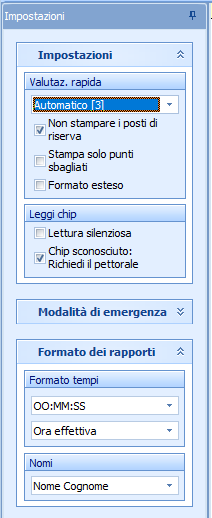 Impostazioni
Impostazioni
Valutaz. rapida
Automatico [3]
Non stampare i posti di
riserva
Stampa solo punti
sbagliati
Formato esteso
Leggi chip
Lettura silenziosa
Chip sconosciuto:
Richiedi il pettorale
Modalità di emergenza
Formato dei rapporti
Formato tempi
OO:MM:SS
Ora effettiva
Nomi
Nome Cognome